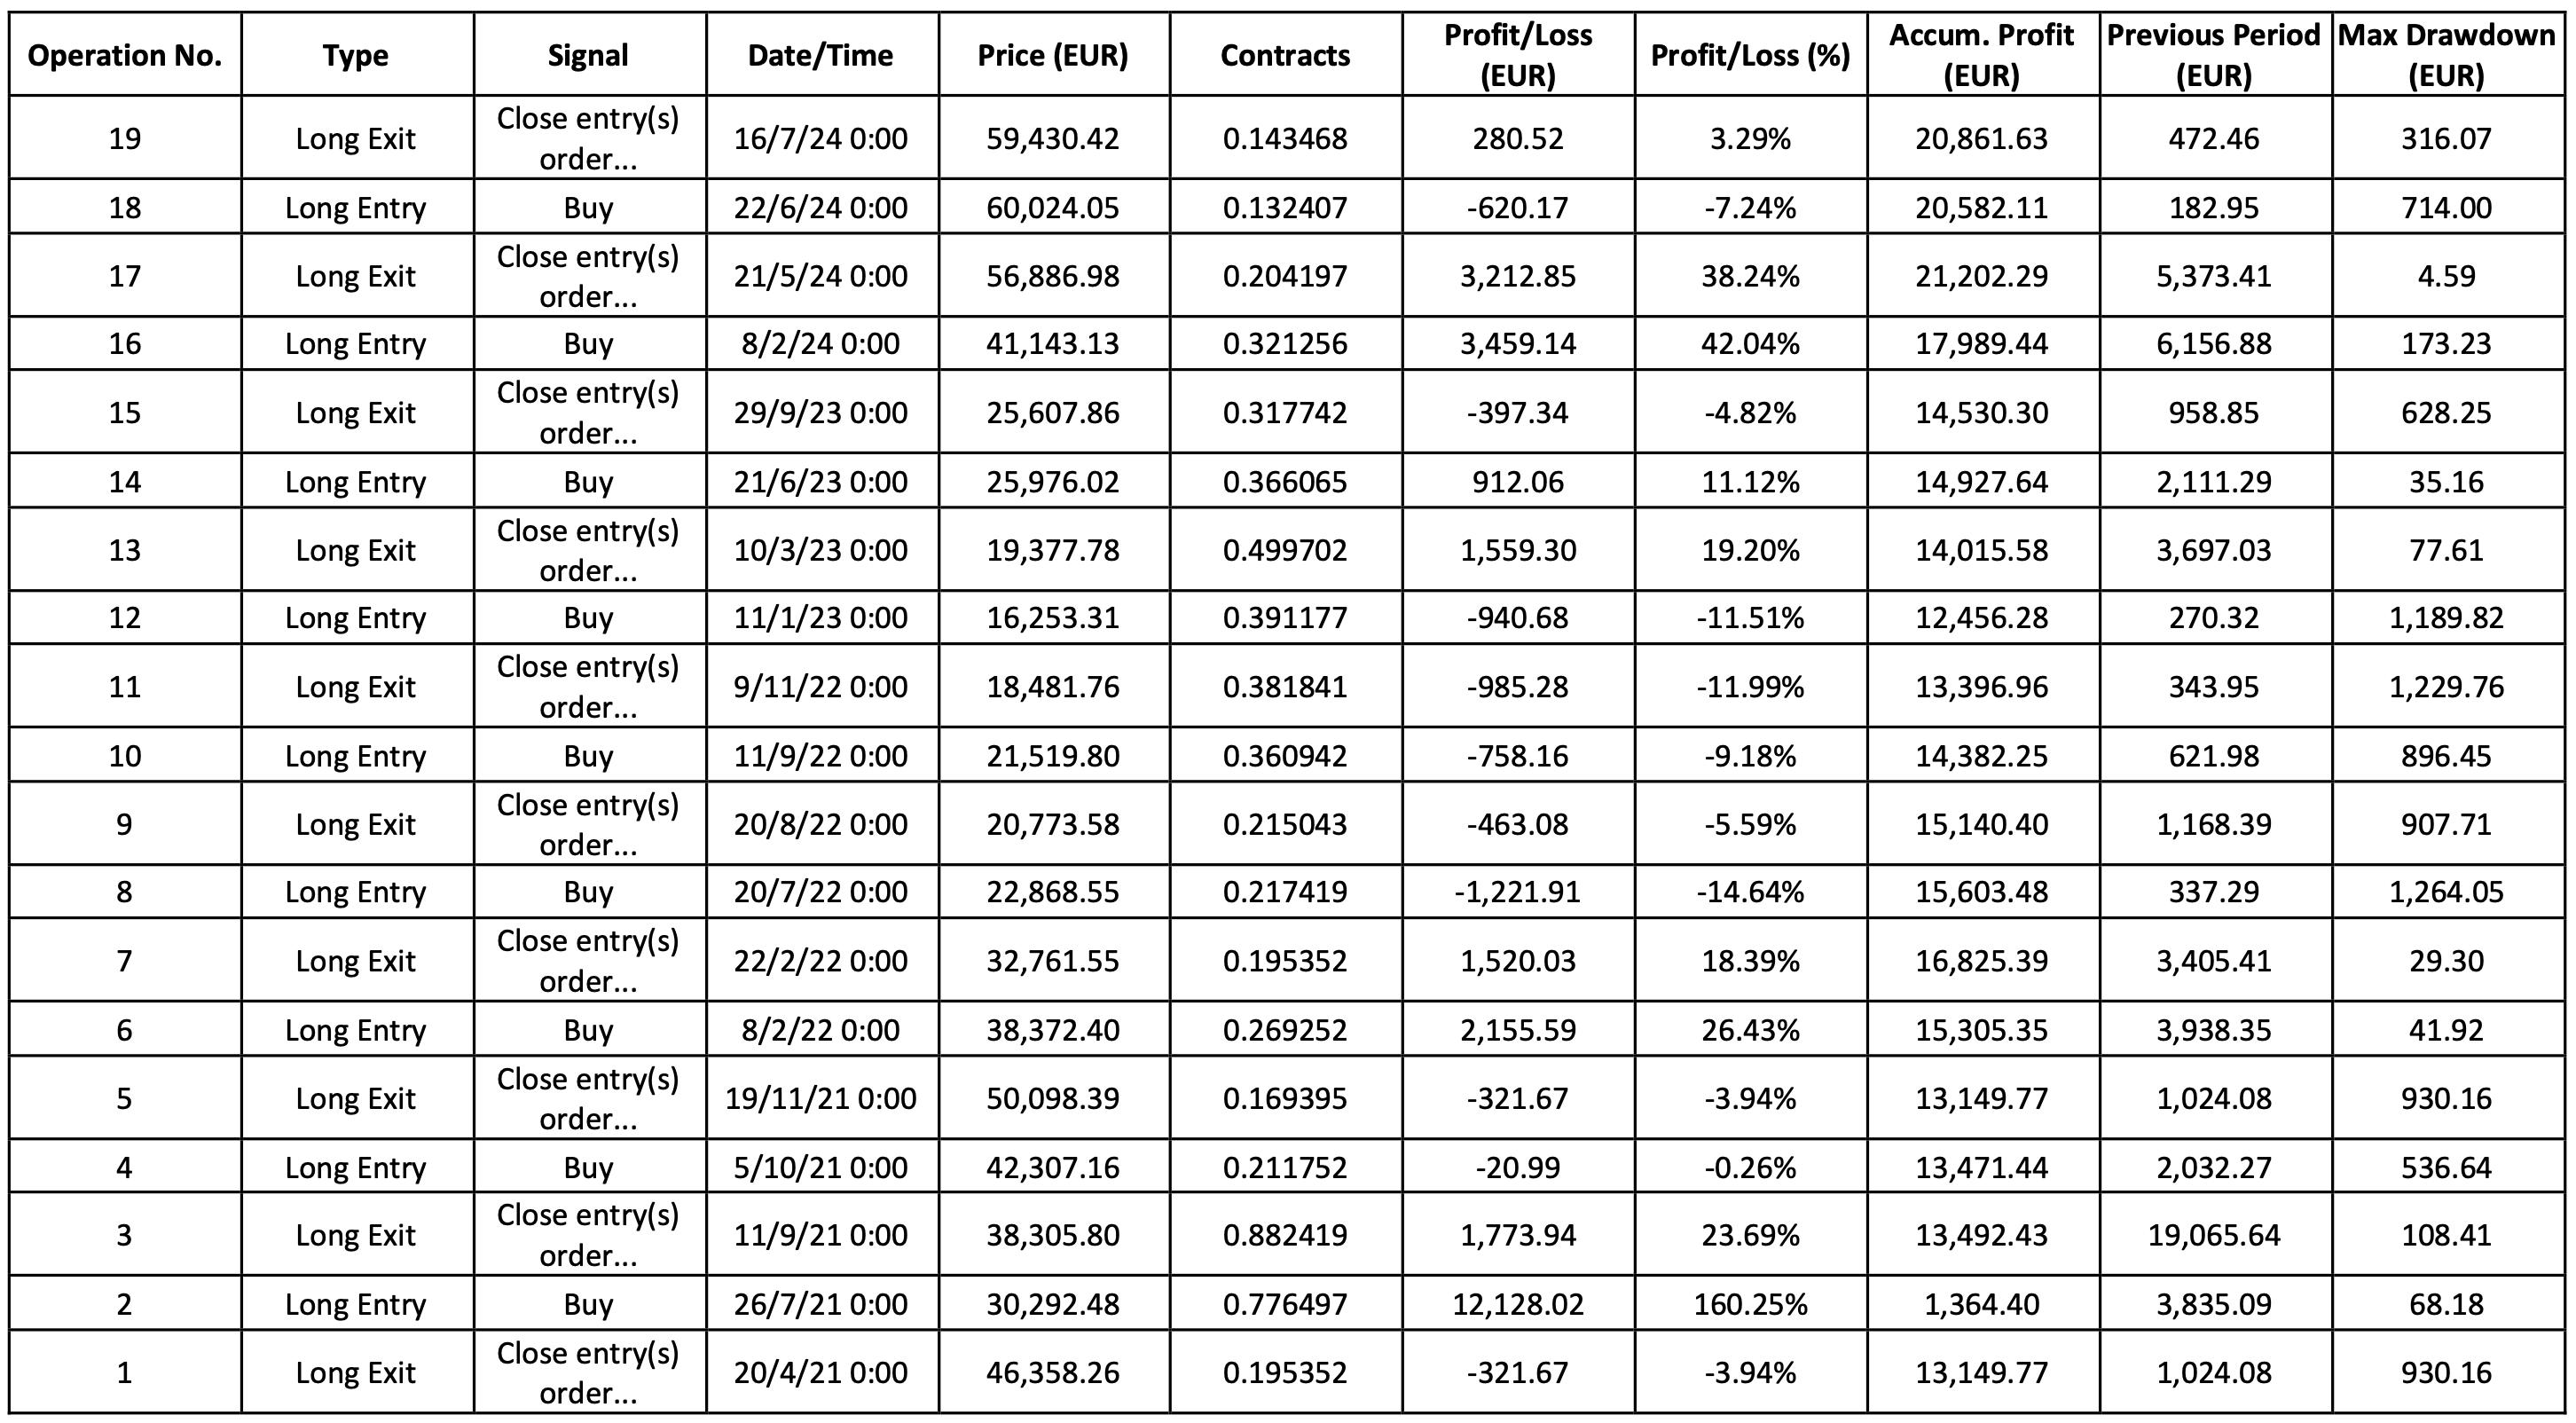 Operation No. Type Signal Date/Time Price (EUR) Contracts Profit/Loss (EUR) Profit/Loss (%) Accum. Profit (EUR) Previous Period (EUR) Max Drawdown (EUR)
19 Long Exit Close entry(s) order... 16/7/24 0:00 59,430.42 0.143468 280.52 3.29% 20,861.63 472.46 316.07
18 Long Entry Buy 22/6/24 0:00 60,024.05 0.132407 -620.17 -7.24% 20,582.11 182.95 714.00
17 Long Exit Close entry(s) order... 21/5/24 0:00 56,886.98 0.204197 3,212.85 38.24% 21,202.29 5,373.41 4.59
16 Long Entry Buy 8/2/24 0:00 41,143.13 0.321256 3,459.14 42.04% 17,989.44 6,156.88 173.23
15 Long Exit Close entry(s) order... 29/9/23 0:00 25,607.86 0.317742 -397.34 -4.82% 14,530.30 958.85 628.25
14 Long Entry Buy 21/6/23 0:00 25,976.02 0.366065 912.06 11.12% 14,927.64 2,111.29 35.16
13 Long Exit Close entry(s) order... 10/3/23 0:00 19,377.78 0.499702 1,559.30 19.20% 14,015.58 3,697.03 77.61
12 Long Entry Buy 11/1/23 0:00 16,253.31 0.391177 -940.68 -11.51% 12,456.28 270.32 1,189.82
11 Long Exit Close entry(s) order... 9/11/22 0:00 18,481.76 0.381841 -985.28 -11.99% 13,396.96 343.95 1,229.76
10 Long Entry Buy 11/9/22 0:00 21,519.80 0.360942 -758.16 -9.18% 14,382.25 621.98 896.45
9 Long Exit Close entry(s) order... 20/8/22 0:00 20,773.58 0.215043 -463.08 -5.59% 15,140.40 1,168.39 907.71
8 Long Entry Buy 20/7/22 0:00 22,868.55 0.217419 -1,221.91 -14.64% 15,603.48 337.29 1,264.05
7 Long Exit Close entry(s) order... 22/2/22 0:00 32,761.55 0.195352 1,520.03 18.39% 16,825.39 3,405.41 29.30
6 Long Entry Buy 8/2/22 0:00 38,372.40 0.269252 2,155.59 26.43% 15,305.35 3,938.35 41.92
5 Long Exit Close entry(s) order... 19/11/21 0:00 50,098.39 0.169395 -321.67 -3.94% 13,149.77 1,024.08 930.16
4 Long Entry Buy 5/10/21 0:00 42,307.16 0.211752 -20.99 -0.26% 13,471.44 2,032.27 536.64
3 Long Exit Close entry(s) order... 11/9/21 0:00 38,305.80 0.882419 1,773.94 23.69% 13,492.43 19,065.64 108.41
2 Long Entry Buy 26/7/21 0:00 30,292.48 0.776497 12,128.02 160.25% 1,364.40 3,835.09 68.18
1 Long Exit Close entry(s) order... 20/4/21 0:00 46,358.26 0.195352 -321.67 -3.94% 13,149.77 1,024.08 930.16